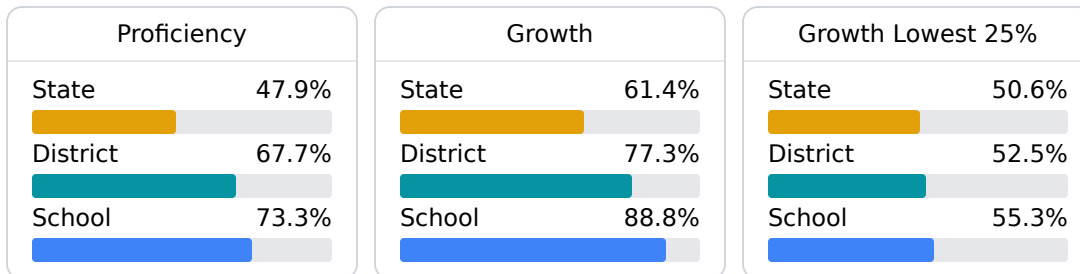 Proficiency
State 47.9%
District 67.7%
School 73.3%
Growth
State 61.4%
District 77.3%
School 88.8%
Growth Lowest 25%
State 50.6%
District 52.5%
School 55.3%